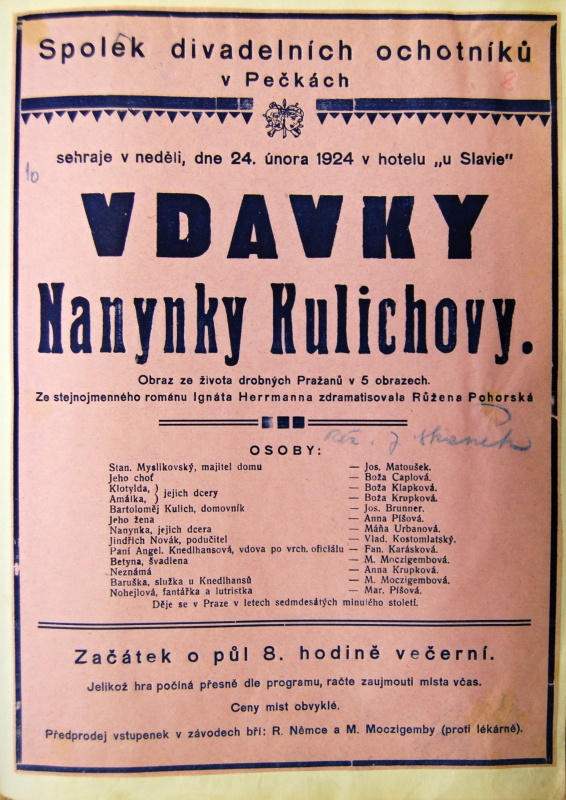 Spolek divadelních ochotníků
v Pečkách
8
sehraje v neděli, dne 24. února 1924 v hotelu „u Slavie"
10
VDAVKY
Nanynky Kulichovy.
Obraz ze života drobných Pražanů v 5 obrazech.
Ze stejnojmenného románu Ignáta Herrmanna zdramatisovala Růžena Pohorská
OSOBY:
Stan. Myslikovský, majitel domu — Jos. Matoušek.
Jeho choť — Boža Caplová.
Klotylda, ) — Boža Klapková.
Amálka, ) jejich dcery — Boža Krupková.
Bartoloměj Kulich, domovník — Jos. Brunner.
Jeho žena — Anna Píšová.
Nanynka, jejich dcera — Máňa Urbanová.
Jindřich Novák, podučitel — Vlad. Kostomlatský.
Paní Angel. Knedlhansová, vdova po vrch. oficiálu — Fan. Karásková.
Betyna, švadlena — M. Moczigembová.
Neznámá — Anna Krupková.
Baruška, služka u Knedlhansů — M. Moczigembová.
Nohejlová, fantářka a lutristka — Mar. Píšová.
Děje se v Praze v letech sedmdesátých minulého století.
Začátek o půl 8. hodině večerní.
Jelikož hra počíná přesně dle programu, račte zaujmouti místa včas.
Ceny míst obvyklé.
Předprodej vstupenek v závodech bří: R. Němce a M. Moczigemby (proti lékárně).